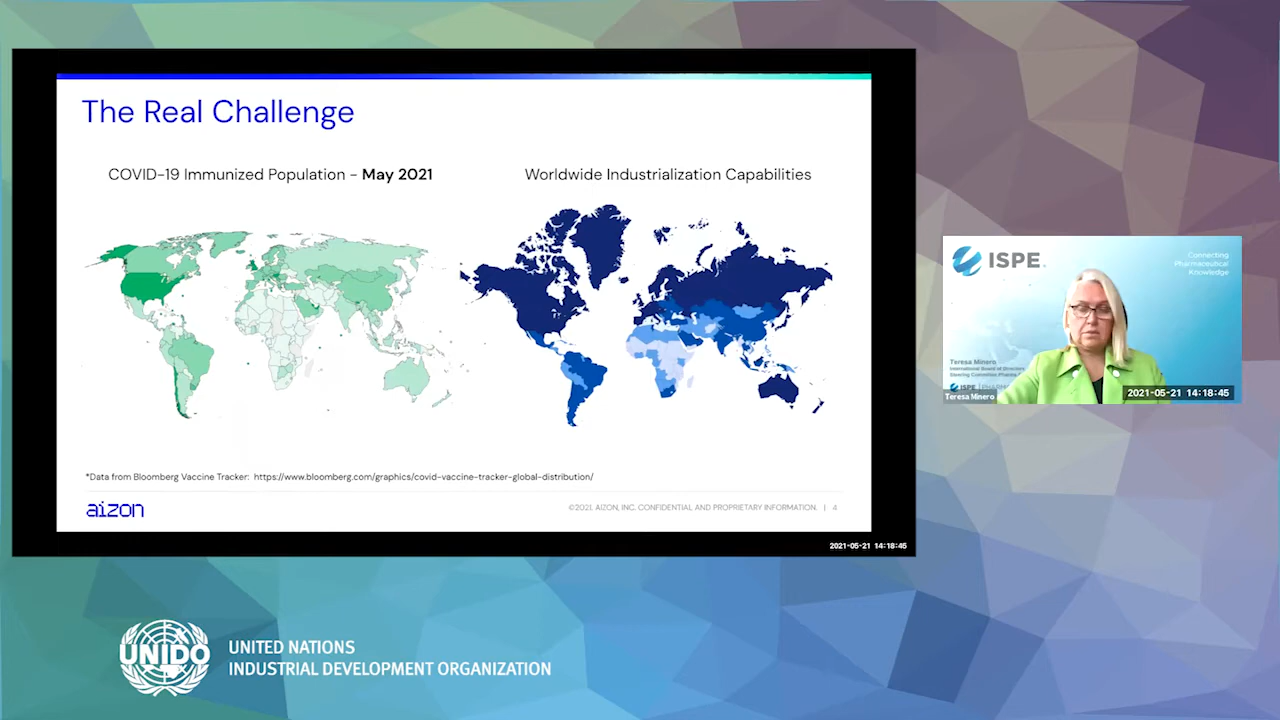 The Real Challenge
COVID-19 Immunized Population - May 2021
Worldwide Industrialization Capabilities
*Data from Bloomberg Vaccine Tracker: https://www.bloomberg.com/graphics/covid-vaccine-tracker-global-distribution/
aizon
©2021. AIZON, INC. CONFIDENTIAL AND PROPRIETARY INFORMATION. | 4
2021-05-21 14:18:45
ISPE
Connecting
Pharmaceutical
Knowledge
Teresa Minero
International Board of Directors
Steering Committee Pharma
ISPE | PHARMA
Teresa Minero
2021-05-21 14:18:45
UNIDO
UNITED NATIONS
INDUSTRIAL DEVELOPMENT ORGANIZATION